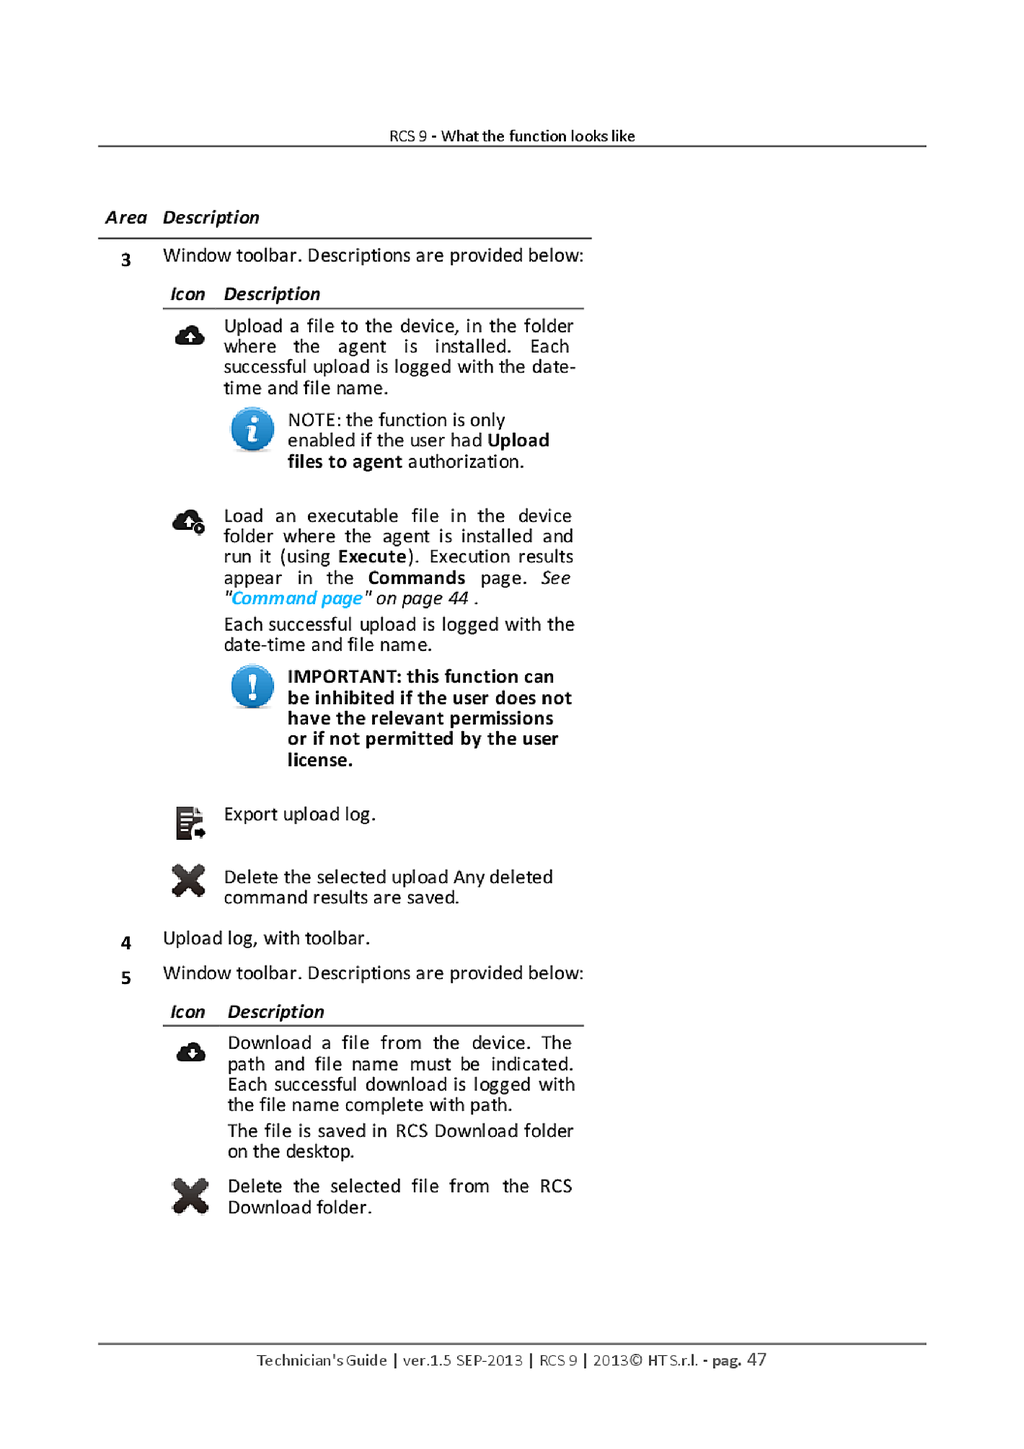 RCS 9 - What the function looks like
Area Description
3 Window toolbar. Descriptions are provided below:
Icon Description
Upload a file to the device, in the folder
where the agent is installed. Each
successful upload is logged with the date-
time and file name.
NOTE: the function is only
enabled if the user had Upload
files to agent authorization.
Load an executable file in the device
folder where the agent is installed and
run it (using Execute). Execution results
appear in the Commands page. See
"Command page" on page 44 .
Each successful upload is logged with the
date-time and file name.
IMPORTANT: this function can
be inhibited if the user does not
have the relevant permissions
or if not permitted by the user
license.
Export upload log.
Delete the selected upload Any deleted
command results are saved.
4 Upload log, with toolbar.
5 Window toolbar. Descriptions are provided below:
Icon Description
Download a file from the device. The
path and file name must be indicated.
Each successful download is logged with
the file name complete with path.
The file is saved in RCS Download folder
on the desktop.
Delete the selected file from the RCS
Download folder.
Technician's Guide | ver.1.5 SEP-2013 | RCS 9 | 2013© HT S.r.l. - pag. 47